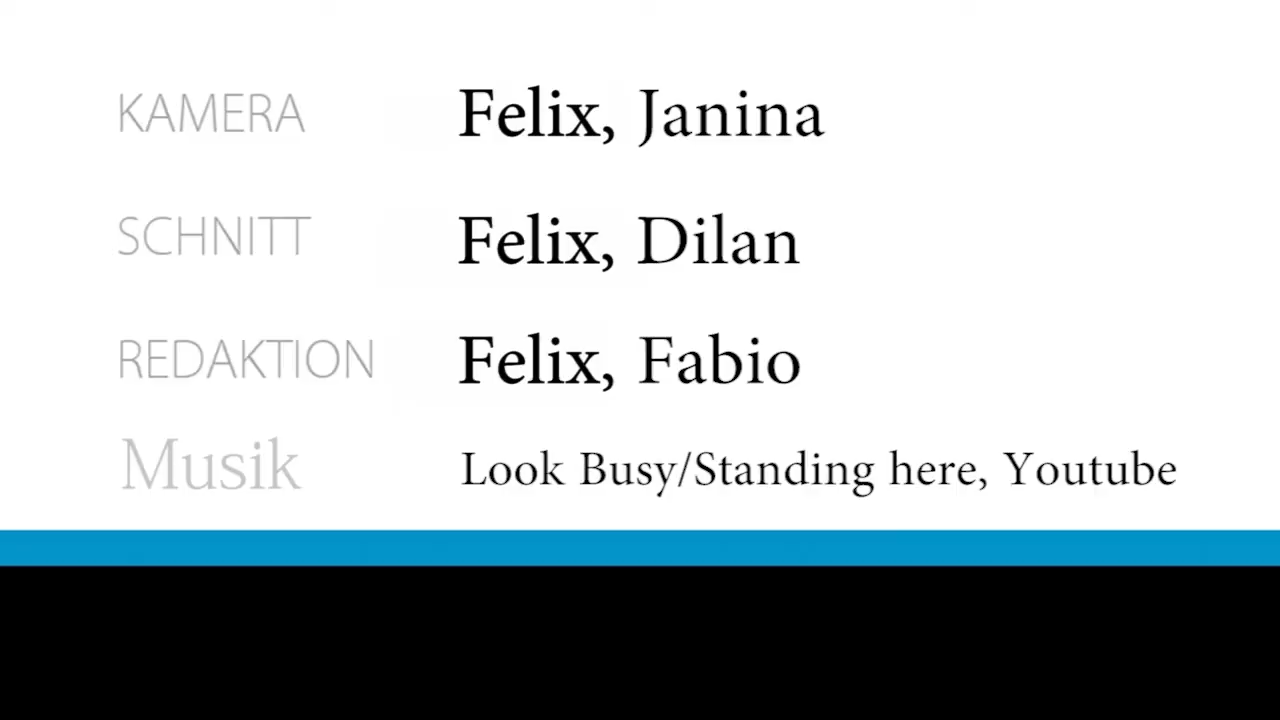 KAMERA Felix, Janina
SCHNITT Felix, Dilan
REDAKTION Felix, Fabio
Musik Look Busy/Standing here, Youtube